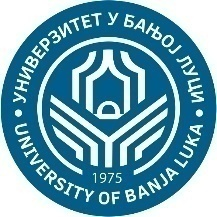 УНИВЕРЗИТЕТ У БАЊОЈ ЛУЦИ
1975
UNIVERSITY OF BANJA LUKA